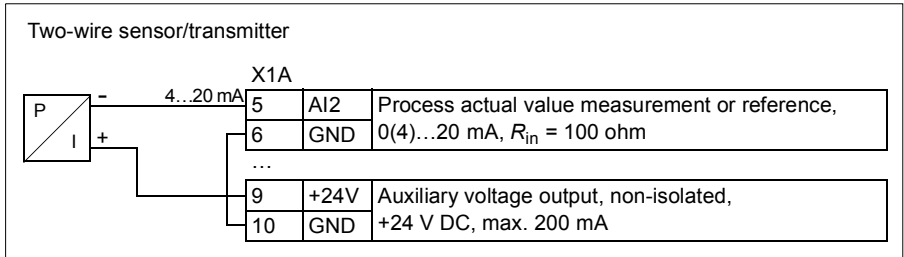 Two-wire sensor/transmitter
X1A
P
I
-
+
4…20 mA
5 AI2 Process actual value measurement or reference,
6 GND 0(4)…20 mA, Rin = 100 ohm
…
9 +24V Auxiliary voltage output, non-isolated,
10 GND +24 V DC, max. 200 mA